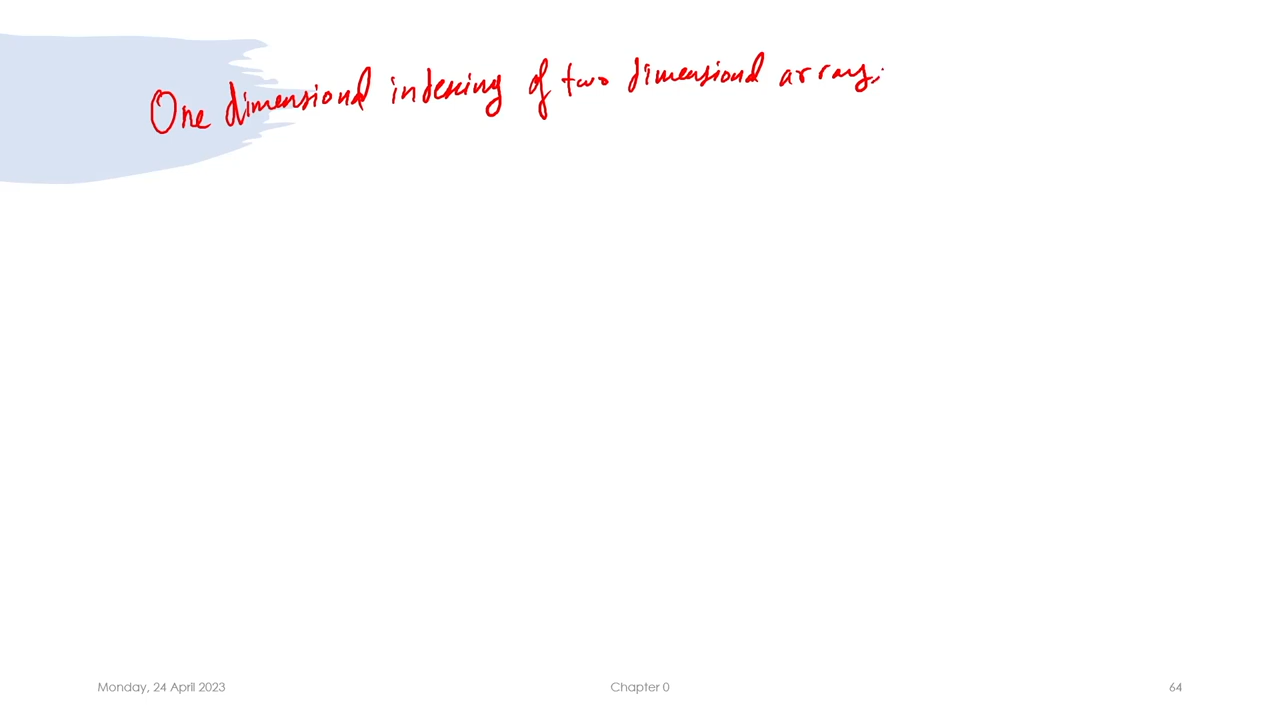 One dimensional indexing of two dimensional arrays.
Monday, 24 April 2023
Chapter 0
64